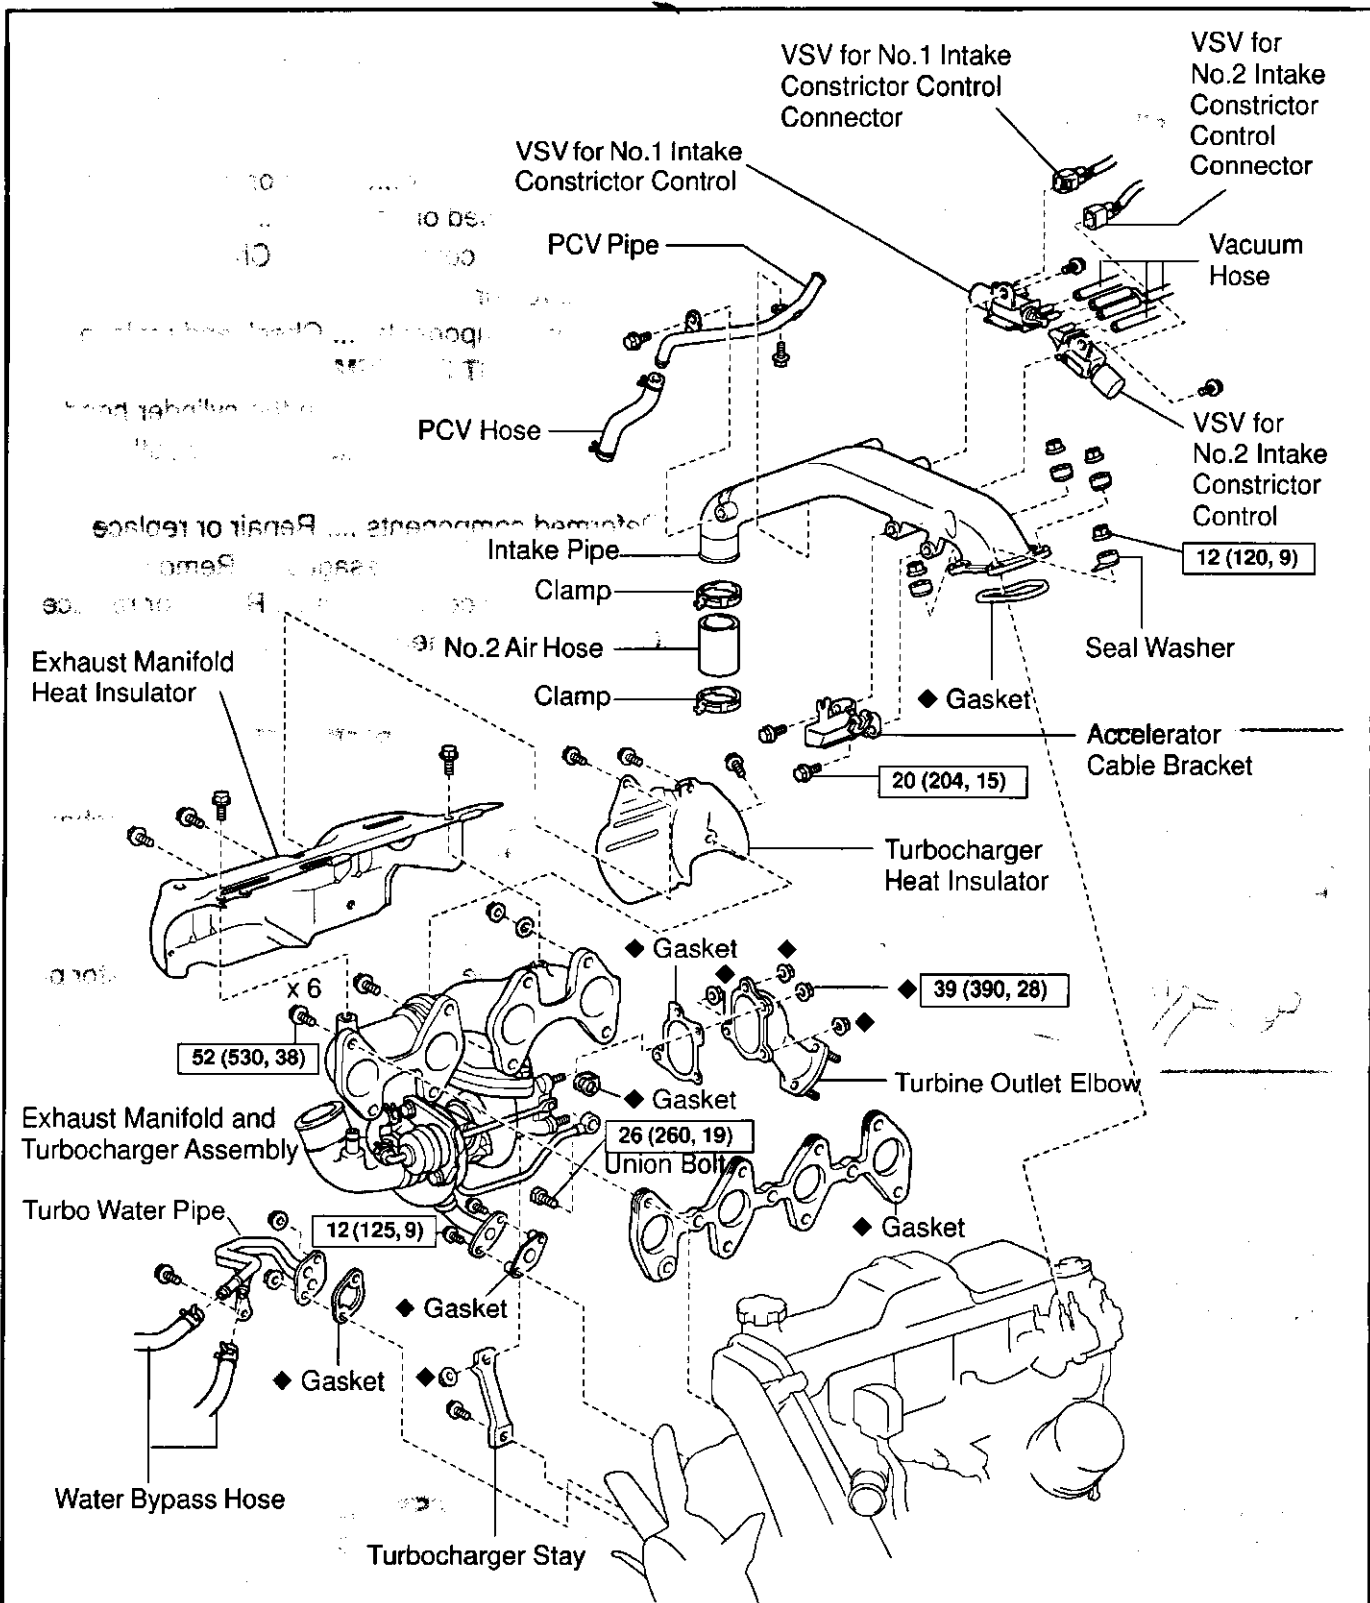 VSV for No.1 Intake
Constrictor Control
Connector
VSV for
No.2 Intake
Constrictor
Control
Connector
VSV for No.1 Intake
Constrictor Control
PCV Pipe
Vacuum
Hose
PCV Hose
VSV for
No.2 Intake
Constrictor
Control
Intake Pipe
12 (120, 9)
Clamp
No.2 Air Hose
Seal Washer
Exhaust Manifold
Heat Insulator
Clamp
◆ Gasket
Accelerator
Cable Bracket
20 (204, 15)
Turbocharger
Heat Insulator
◆ Gasket
◆
◆
x 6
◆ 39 (390, 28)
◆
52 (530, 38)
Turbine Outlet Elbow
◆ Gasket
Exhaust Manifold and
Turbocharger Assembly
26 (260, 19)
Union Bolt
Turbo Water Pipe
12 (125, 9)
◆ Gasket
◆ Gasket
◆ Gasket
◆
Water Bypass Hose
Turbocharger Stay